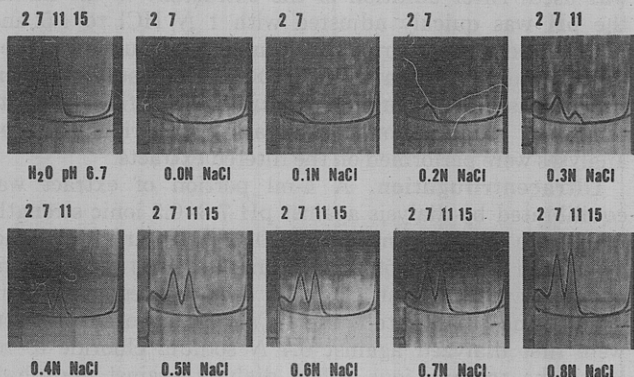 2 7 11 15 2 7 2 7 2 7 2 7 11
H₂O pH 6.7 0.0N NaCl 0.1N NaCl 0.2N NaCl 0.3N NaCl
2 7 11 2 7 11 15 2 7 11 15 2 7 11 15 2 7 11 15
0.4N NaCl 0.5N NaCl 0.6N NaCl 0.7N NaCl 0.8N NaCl